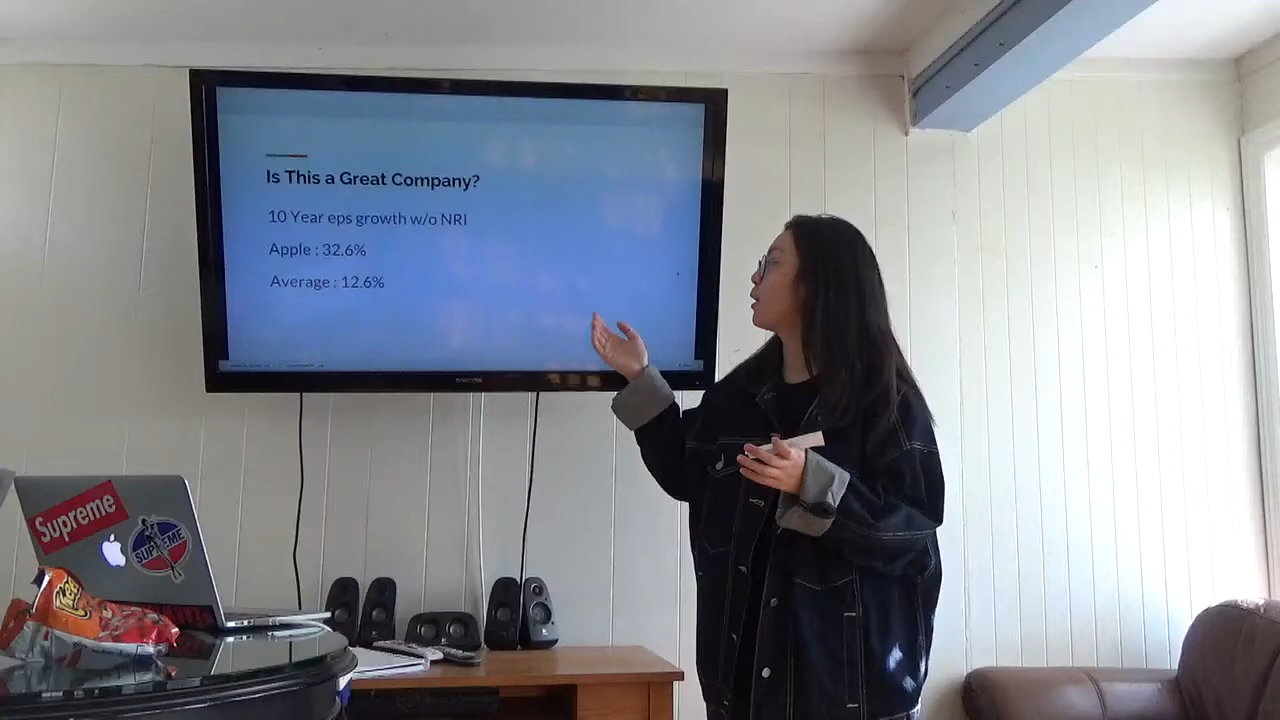 Is This a Great Company?
10 Year eps growth w/o NRI
Apple : 32.6%
Average : 12.6%
Supreme
SUPREME